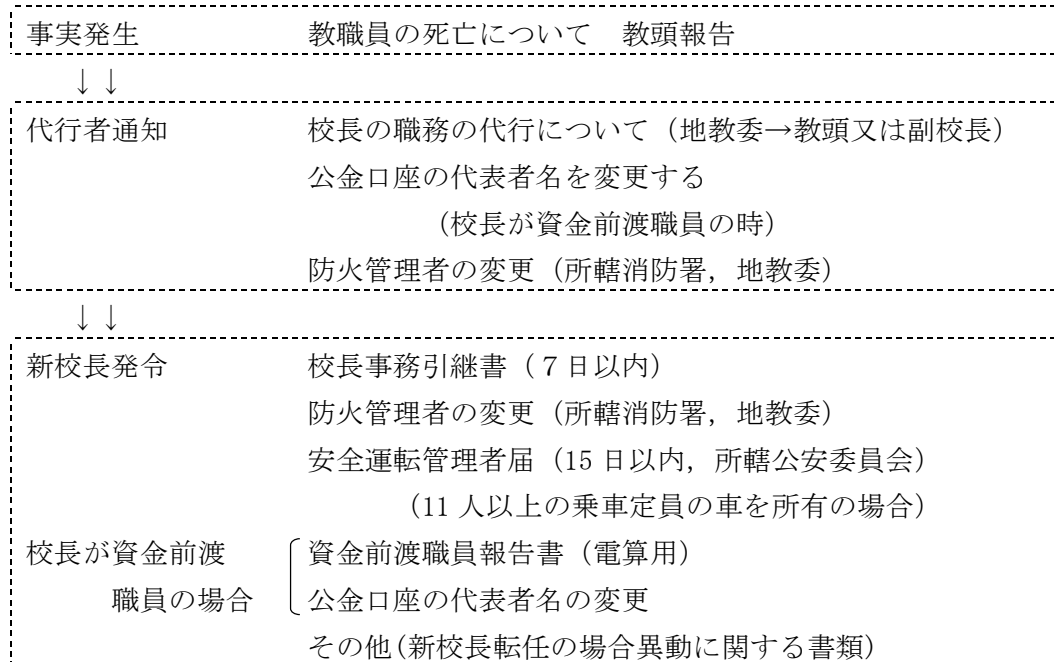 事実発生　教職員の死亡について　教頭報告
↓↓
代行者通知　校長の職務の代行について（地教委→教頭又は副校長）
公金口座の代表者名を変更する
（校長が資金前渡職員の時）
防火管理者の変更（所轄消防署，地教委）
↓↓
新校長発令　校長事務引継書（７日以内）
防火管理者の変更（所轄消防署，地教委）
安全運転管理者届（15 日以内，所轄公安委員会）
（11 人以上の乗車定員の車を所有の場合）
校長が資金前渡　資金前渡職員報告書（電算用）
職員の場合　公金口座の代表者名の変更
その他(新校長転任の場合異動に関する書類)